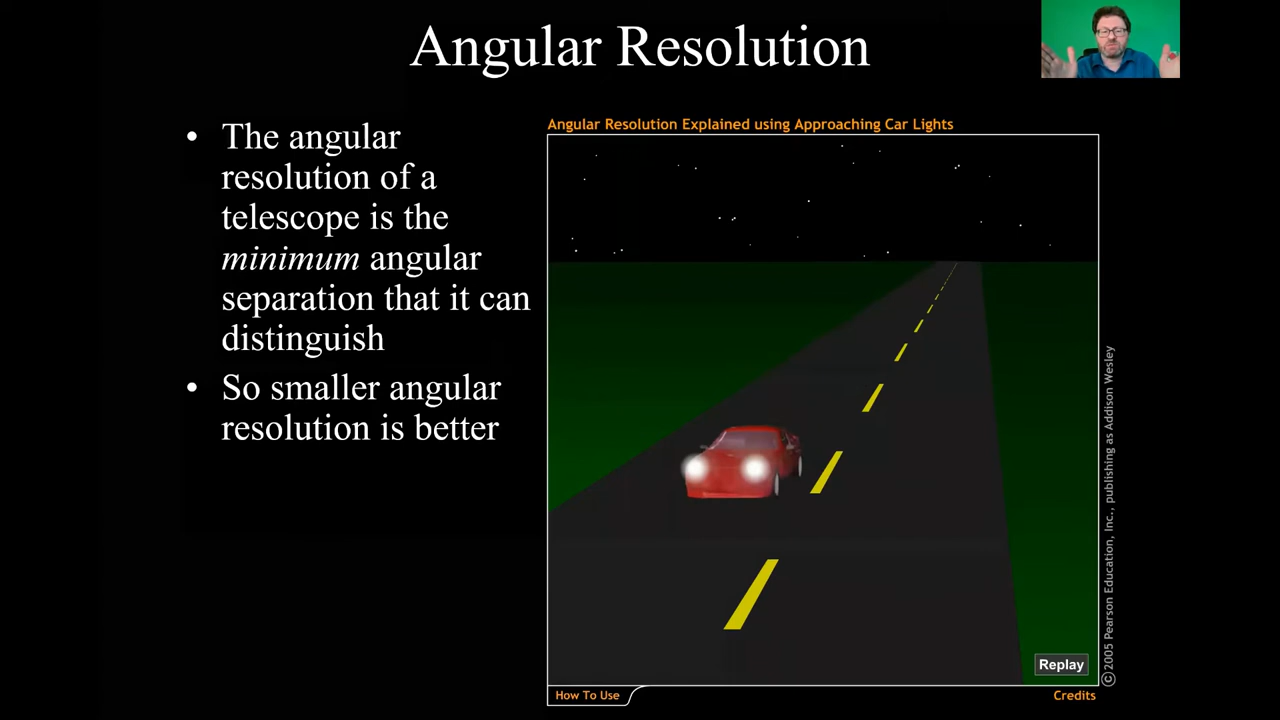 Angular Resolution
• The angular
resolution of a
telescope is the
minimum angular
separation that it can
distinguish
• So smaller angular
resolution is better
Angular Resolution Explained using Approaching Car Lights
© 2005 Pearson Education, Inc., publishing as Addison Wesley
Replay
How To Use
Credits